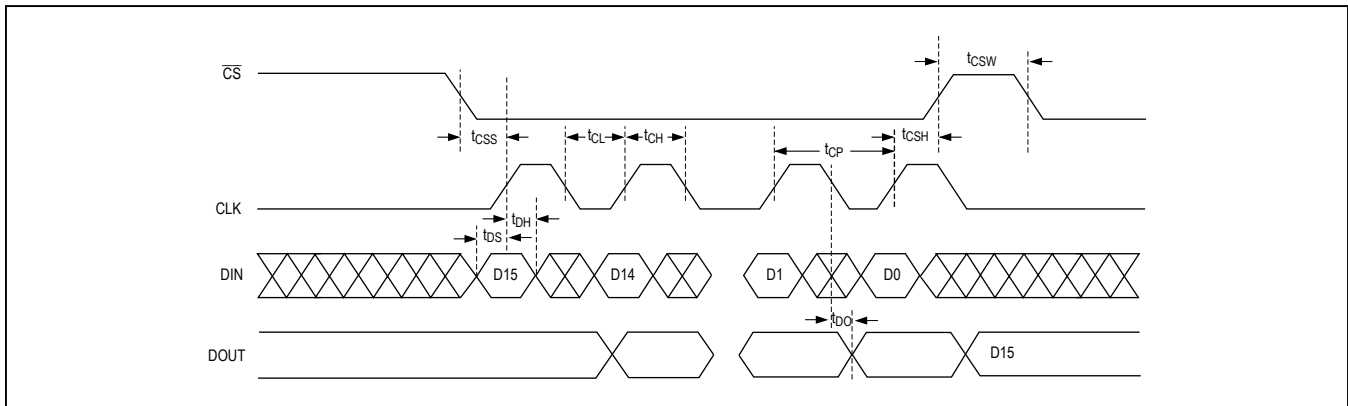 CS
tCSW
tCSS
tCL
tCH
tCP
tCSH
CLK
tDH
tDS
DIN
D15
D14
D1
D0
tDO
DOUT
D15